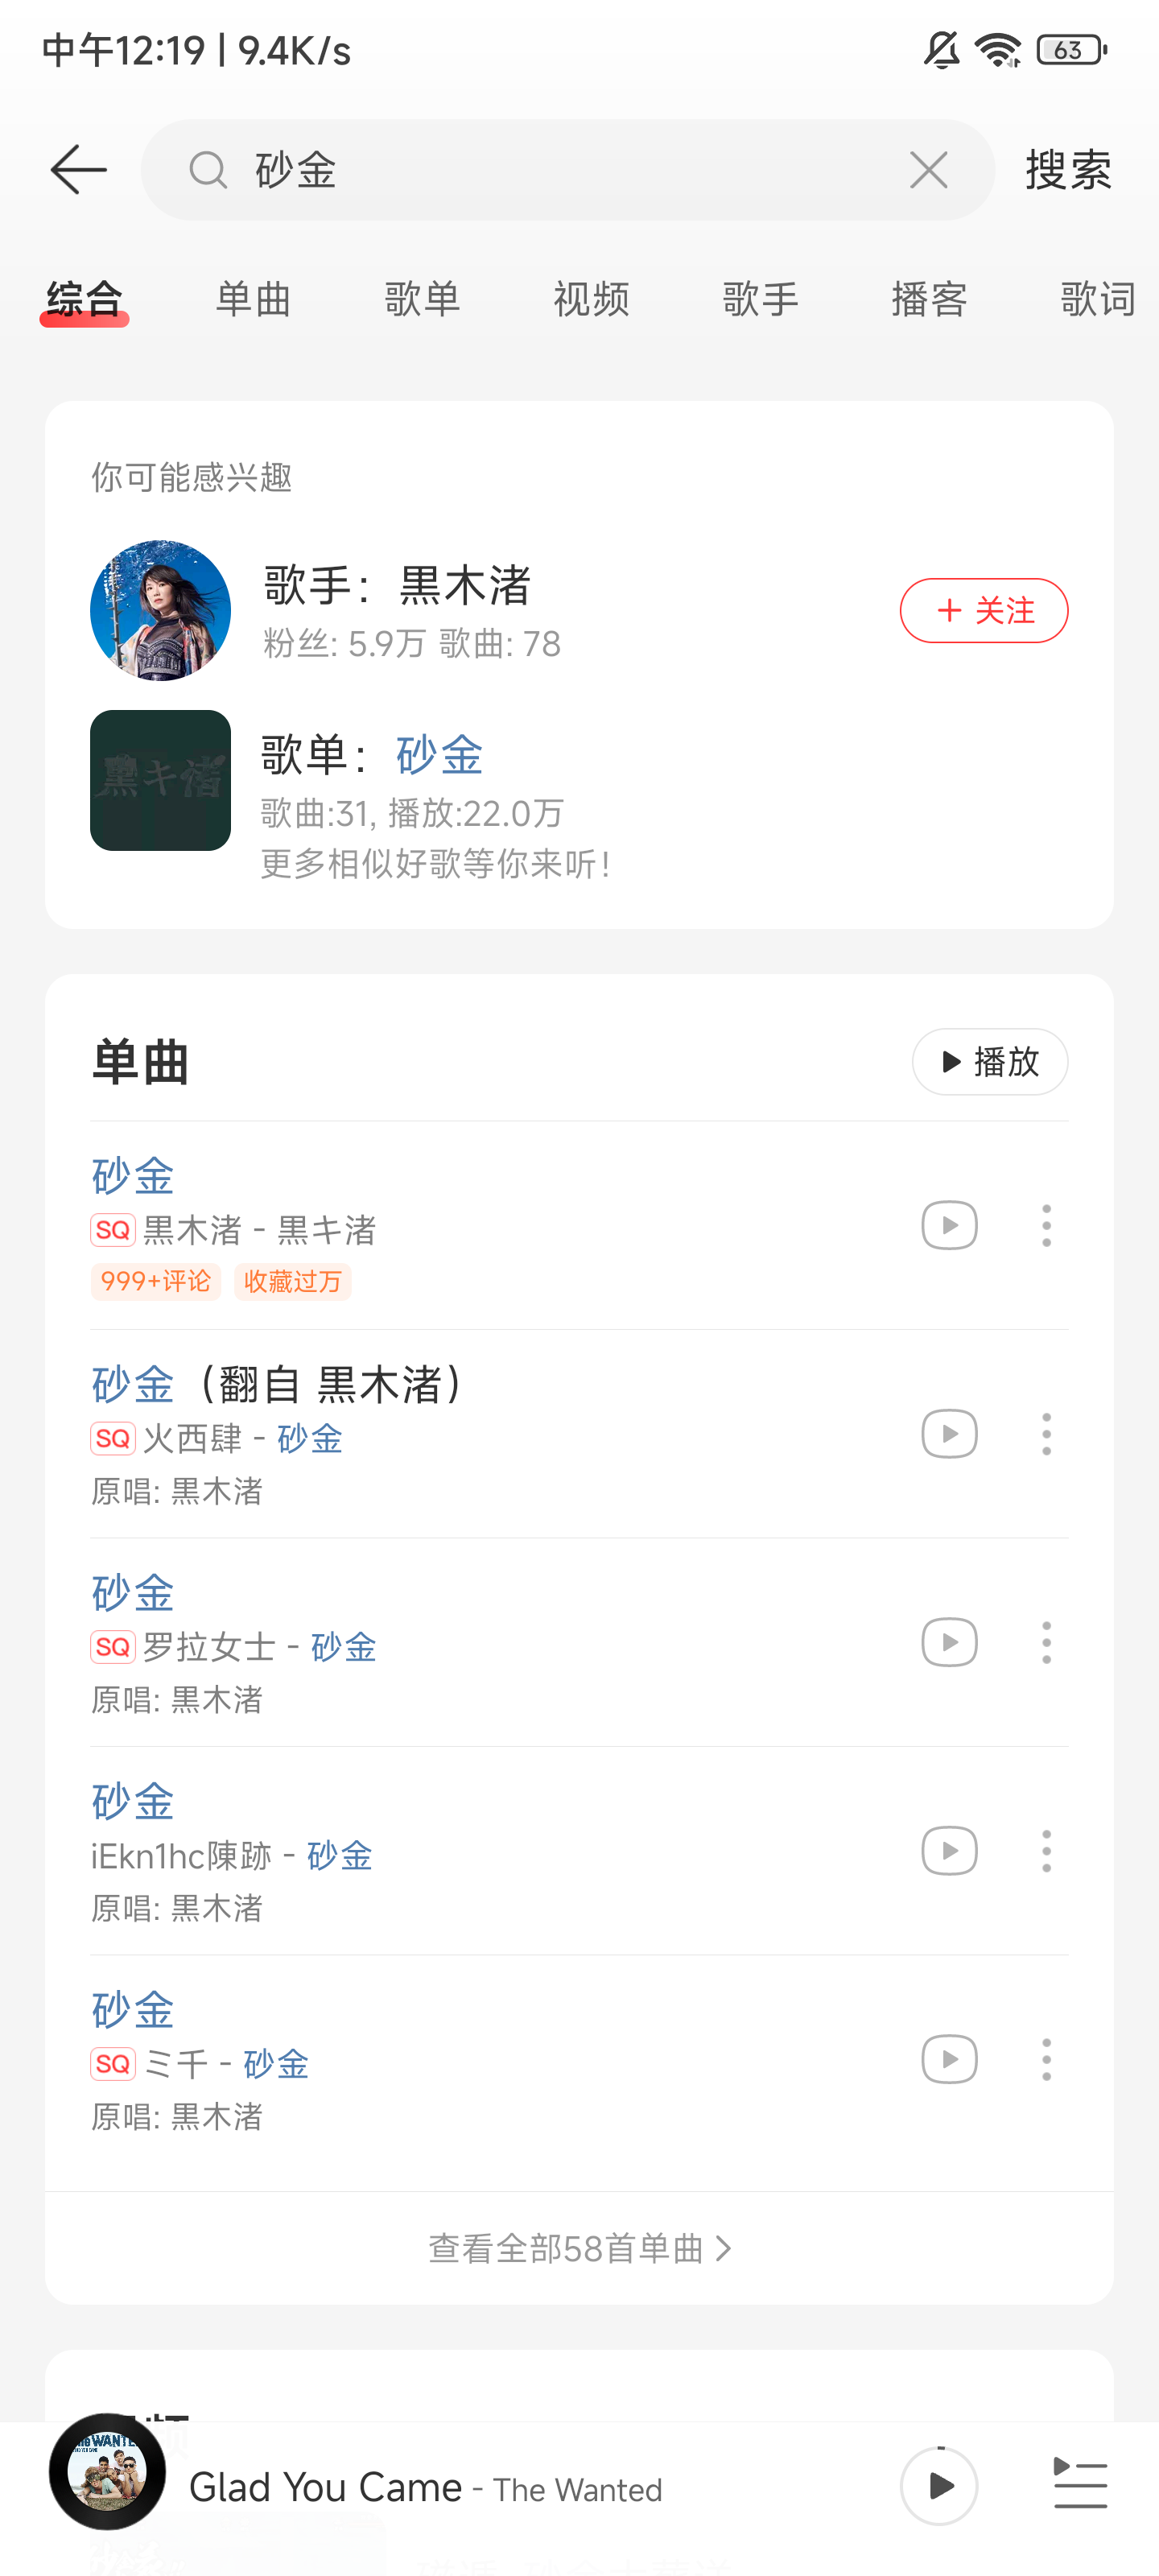 中午12:19 | 9.4K/s
63
砂金
搜索
综合 单曲 歌单 视频 歌手 播客 歌词
你可能感兴趣
歌手：黒木渚
粉丝: 5.9万 歌曲: 78
+ 关注
黒キ渚
歌单：砂金
歌曲:31, 播放:22.0万
更多相似好歌等你来听！
单曲
播放
砂金
SQ 黒木渚 - 黒キ渚
999+评论 收藏过万
砂金（翻自 黒木渚）
SQ 火西肆 - 砂金
原唱: 黒木渚
砂金
SQ 罗拉女士 - 砂金
原唱: 黒木渚
砂金
iEkn1hc陳跡 - 砂金
原唱: 黒木渚
砂金
SQ ミ千 - 砂金
原唱: 黒木渚
查看全部58首单曲
Glad You Came - The Wanted